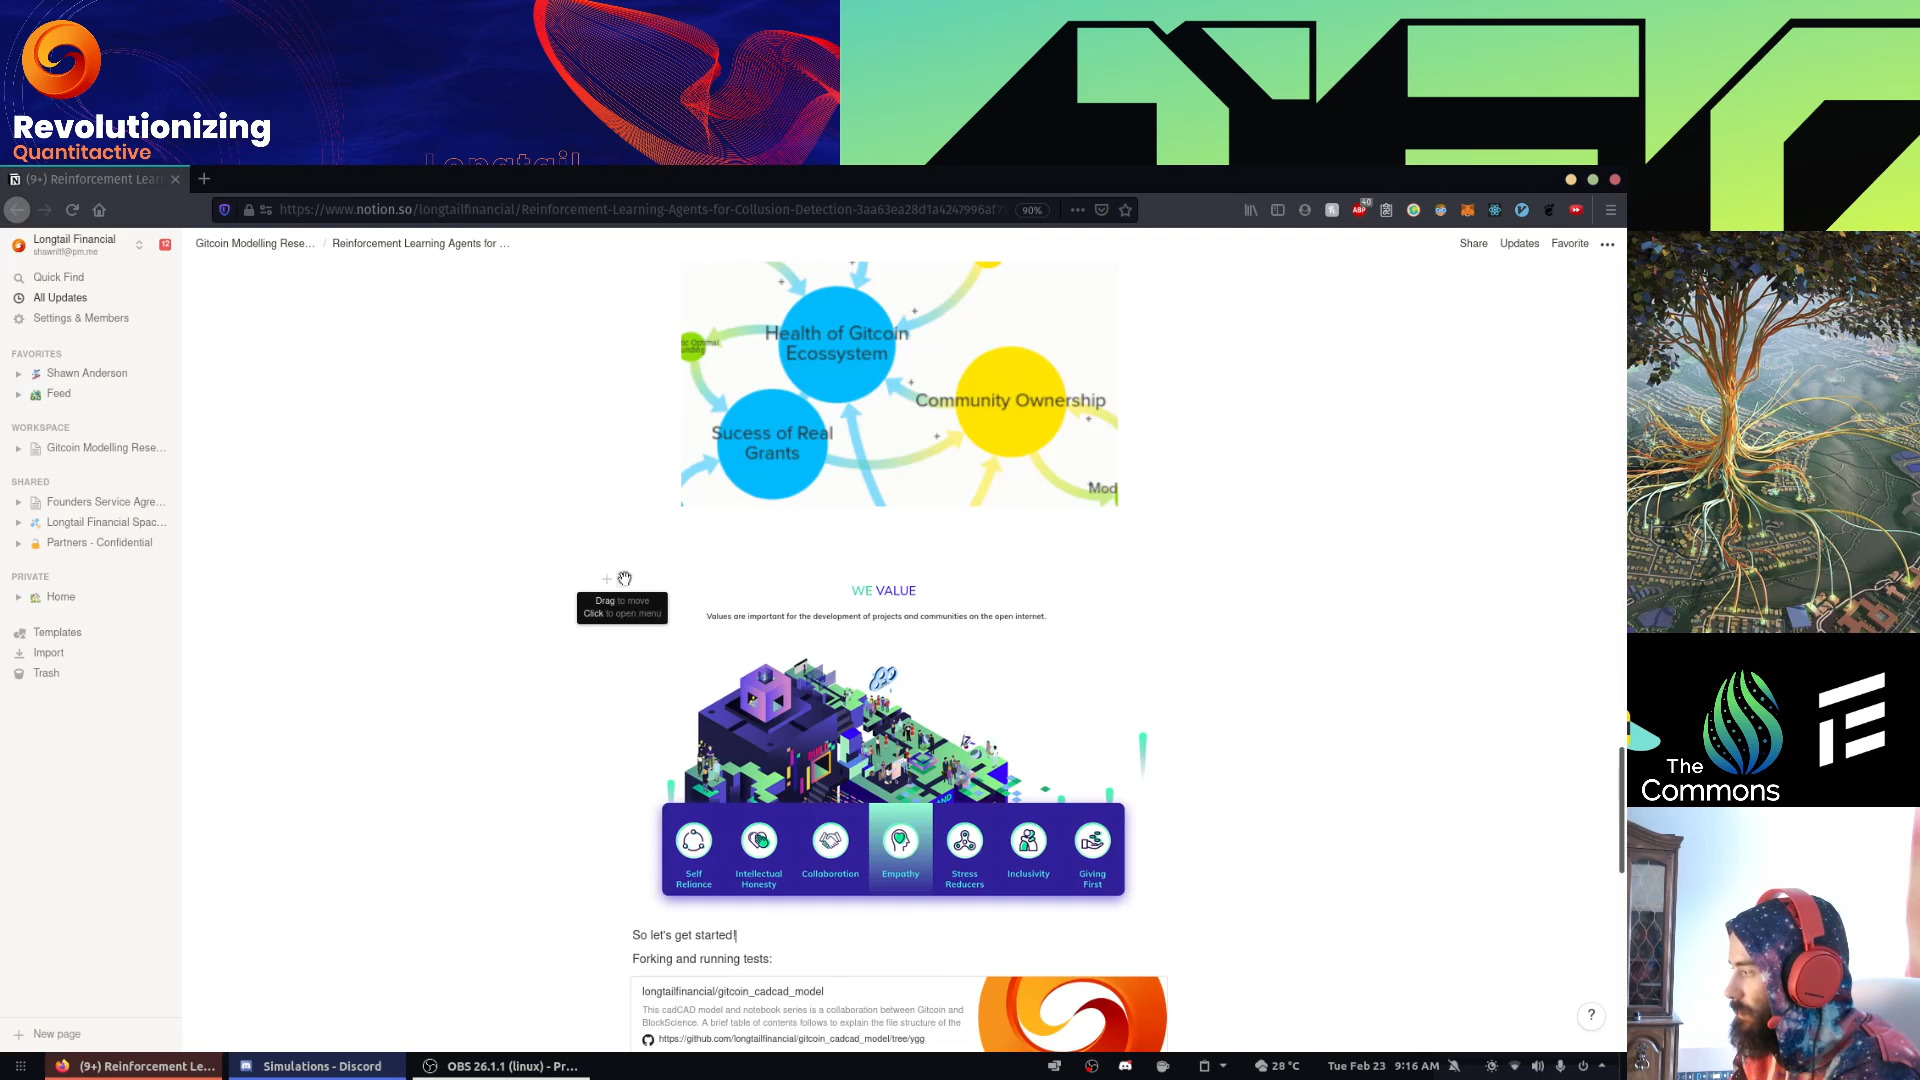 Revolutionizing
Quantitactive
Longtail
(9+) Reinforcement Lear
https://www.notion.so/longtailfinancial/Reinforcement-Learning-Agents-for-Collusion-Detection-3aa63ea28d1a4247996af7
90%
40
ABP
Longtail Financial
shawnltf@pm.me
12
Gitcoin Modelling Rese... / Reinforcement Learning Agents for ...
Share
Updates
Favorite
Quick Find
All Updates
Settings & Members
FAVORITES
Shawn Anderson
Feed
WORKSPACE
Gitcoin Modelling Rese...
SHARED
Founders Service Agre...
Longtail Financial Spac...
Partners - Confidential
PRIVATE
Home
Templates
Import
Trash
New page
Health of Gitcoin
Ecossystem
Community Ownership
Sucess of Real
Grants
Mod
Drag to move
Click to open menu
WE VALUE
Values are important for the development of projects and communities on the open internet.
Self
Reliance
Intellectual
Honesty
Collaboration
Empathy
Stress
Reducers
Inclusivity
Giving
First
So let's get started!
Forking and running tests:
longtailfinancial/gitcoin_cadcad_model
This cadCAD model and notebook series is a collaboration between Gitcoin and
BlockScience. A brief table of contents follows to explain the file structure of the
https://github.com/longtailfinancial/gitcoin_cadcad_model/tree/ygg
?
The
Commons
(9+) Reinforcement Le...
Simulations - Discord
OBS 26.1.1 (linux) - Pr...
28 °C
Tue Feb 23
9:16 AM